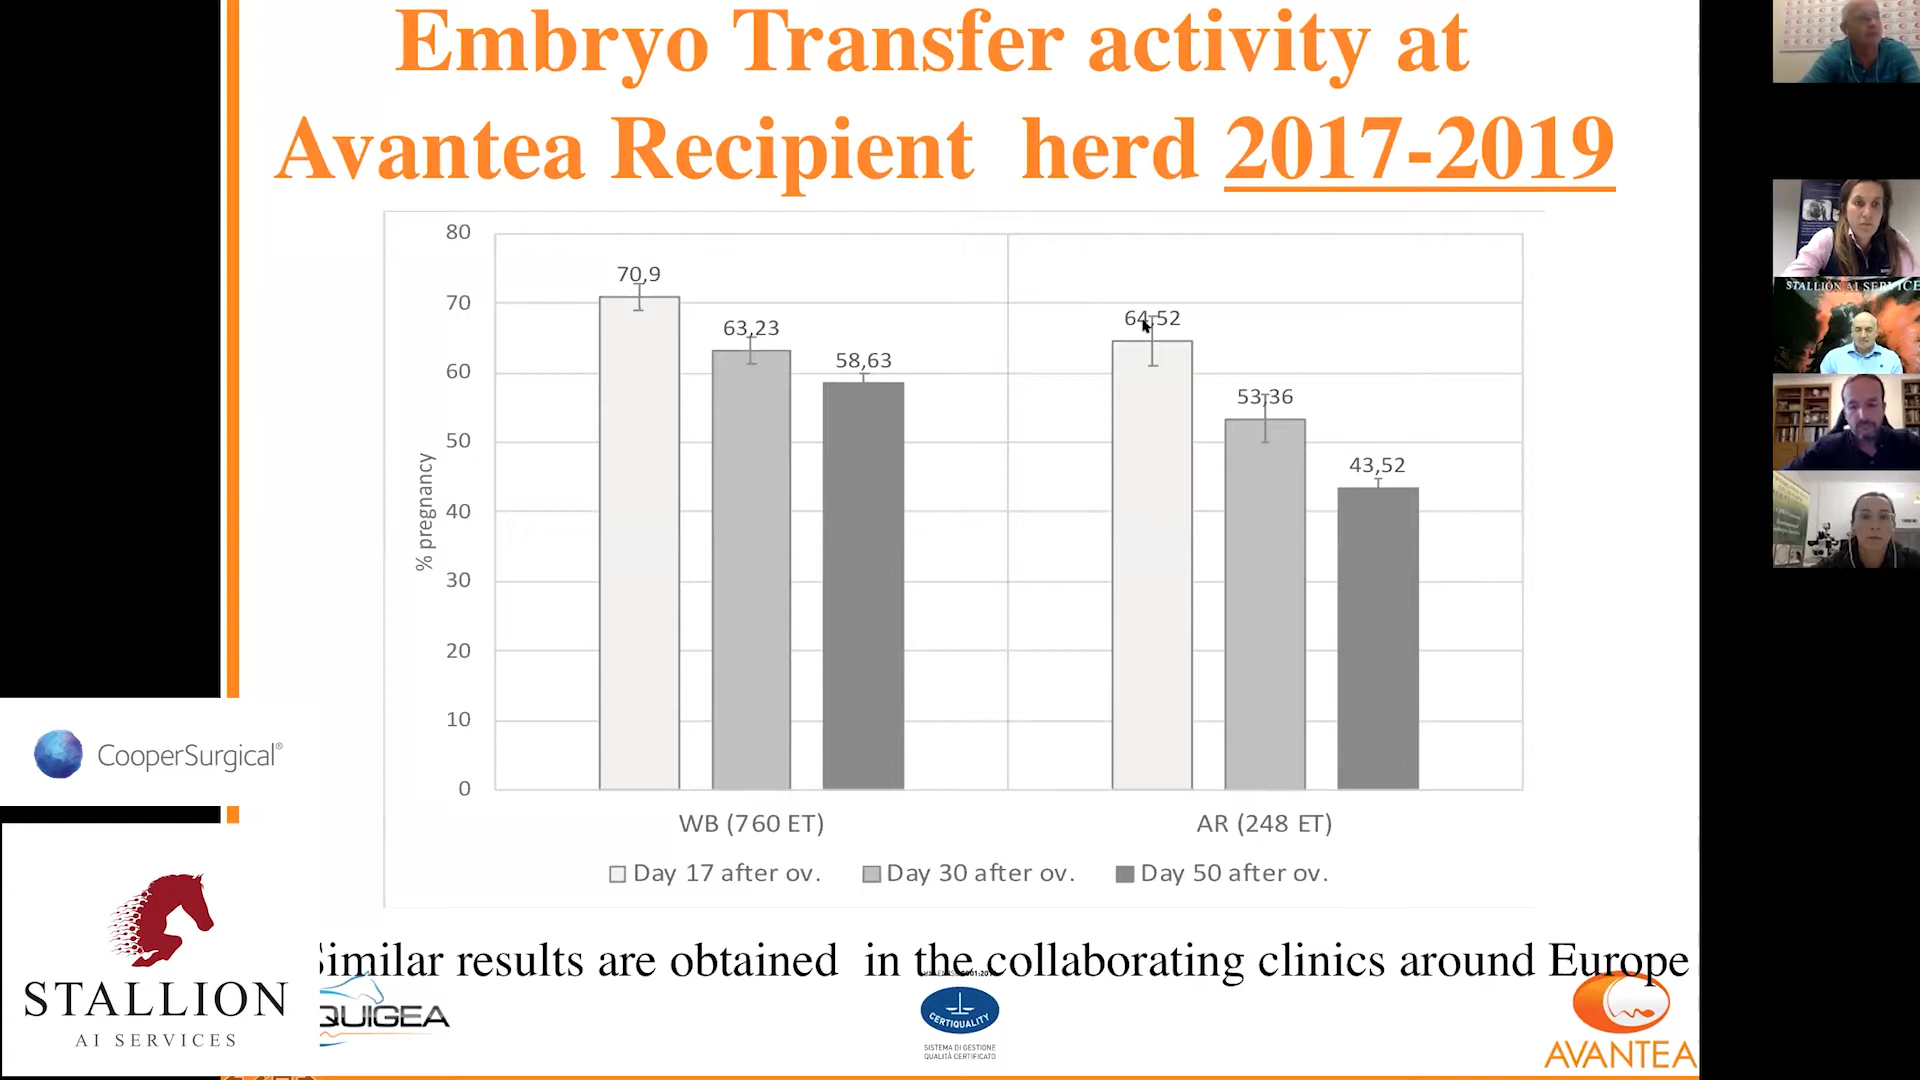 Embryo Transfer activity at
Avantea Recipient herd 2017-2019
80
70
60
50
40
30
20
10
0
% pregnancy
70,9
63,23
58,63
64,52
53,36
43,52
WB (760 ET)
AR (248 ET)
Day 17 after ov.
Day 30 after ov.
Day 50 after ov.
Similar results are obtained in the collaborating clinics around Europe
CooperSurgical®
STALLION
AI SERVICES
QUIGEA
CERTIQUALITY
SISTEMA DI GESTIONE
QUALITÀ CERTIFICATO
AVANTEA
STALLION AI SERVICE